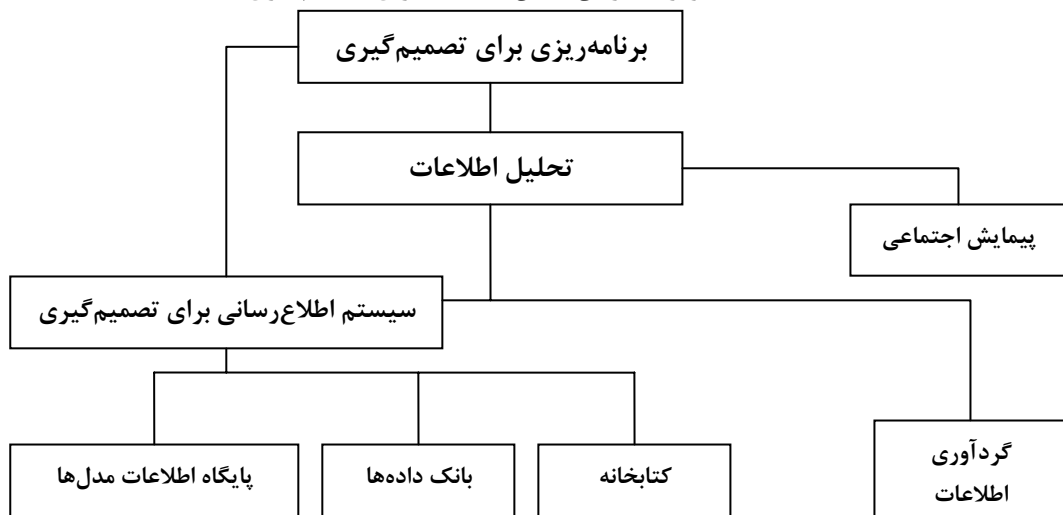 برنامه‌ریزی برای تصمیم‌گیری
تحلیل اطلاعات
پیمایش اجتماعی
سیستم اطلاع‌رسانی برای تصمیم‌گیری
گردآوری
اطلاعات
کتابخانه
بانک داده‌ها
پایگاه اطلاعات مدل‌ها